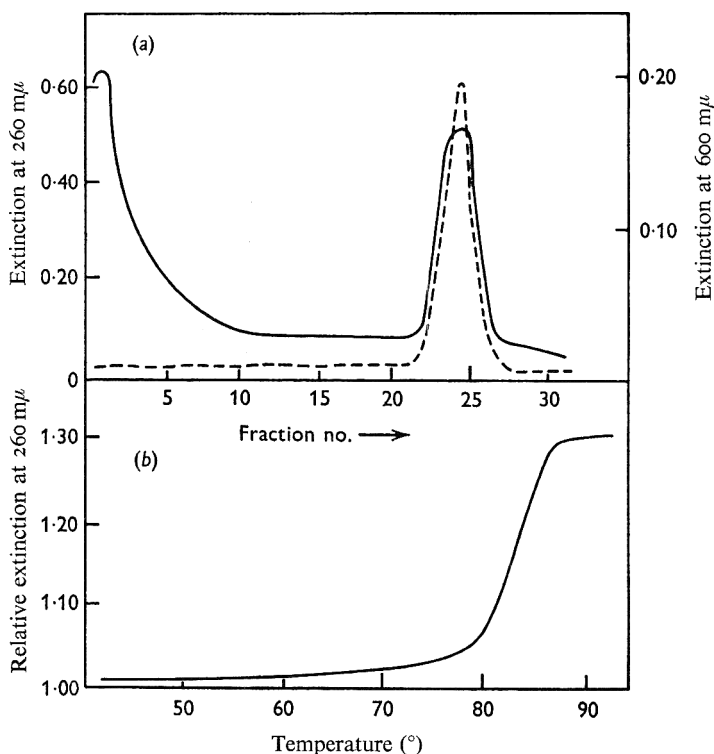 (a)
Extinction at 260 mμ
0·60
0·40
0·20
0
0·20
0·10
Extinction at 600 mμ
5 10 15 20 25 30
Fraction no.
(b)
Relative extinction at 260 mμ
1·30
1·20
1·10
1·00
50 60 70 80 90
Temperature (°)